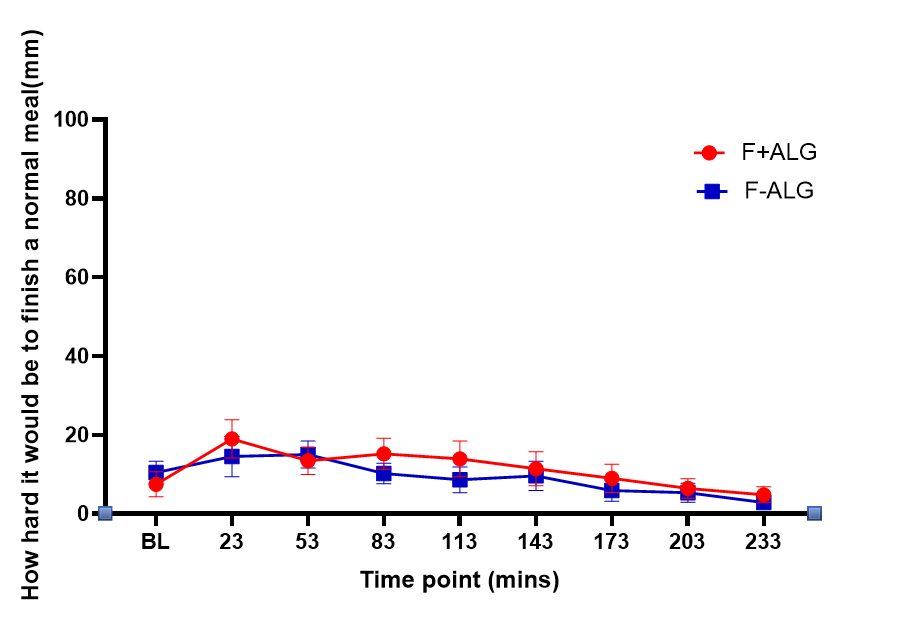 How hard it would be to finish a normal meal(mm)
100
80
60
40
20
0
F+ALG
F-ALG
BL 23 53 83 113 143 173 203 233
Time point (mins)